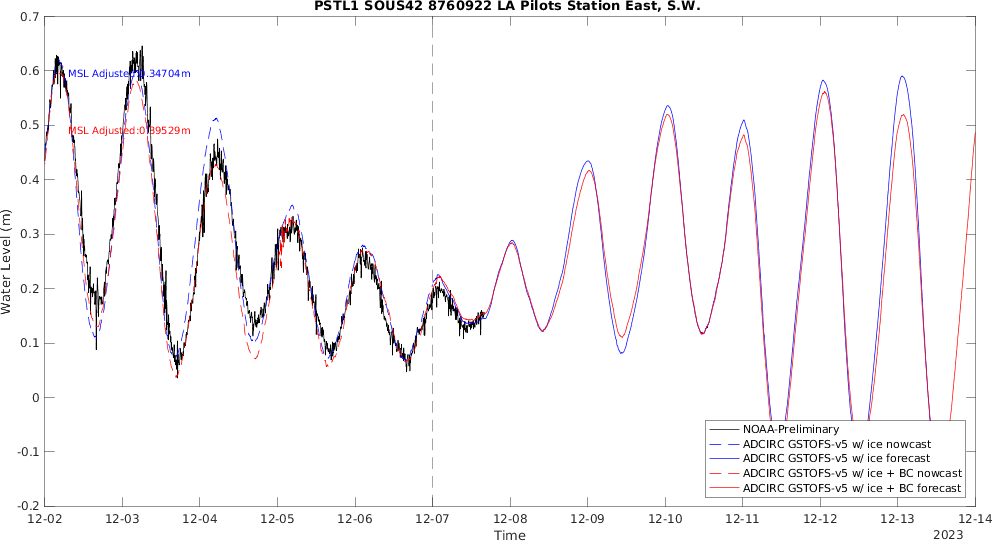 PSTL1 SOUS42 8760922 LA Pilots Station East, S.W.
0.7
0.6
0.5
0.4
0.3
0.2
0.1
0
-0.1
-0.2
Water Level (m)
MSL Adjusted:0.34704m
MSL Adjusted:0.39529m
NOAA-Preliminary
ADCIRC GSTOFS-v5 w/ ice nowcast
ADCIRC GSTOFS-v5 w/ ice forecast
ADCIRC GSTOFS-v5 w/ ice + BC nowcast
ADCIRC GSTOFS-v5 w/ ice + BC forecast
12-02 12-03 12-04 12-05 12-06 12-07 12-08 12-09 12-10 12-11 12-12 12-13 12-14
Time
2023